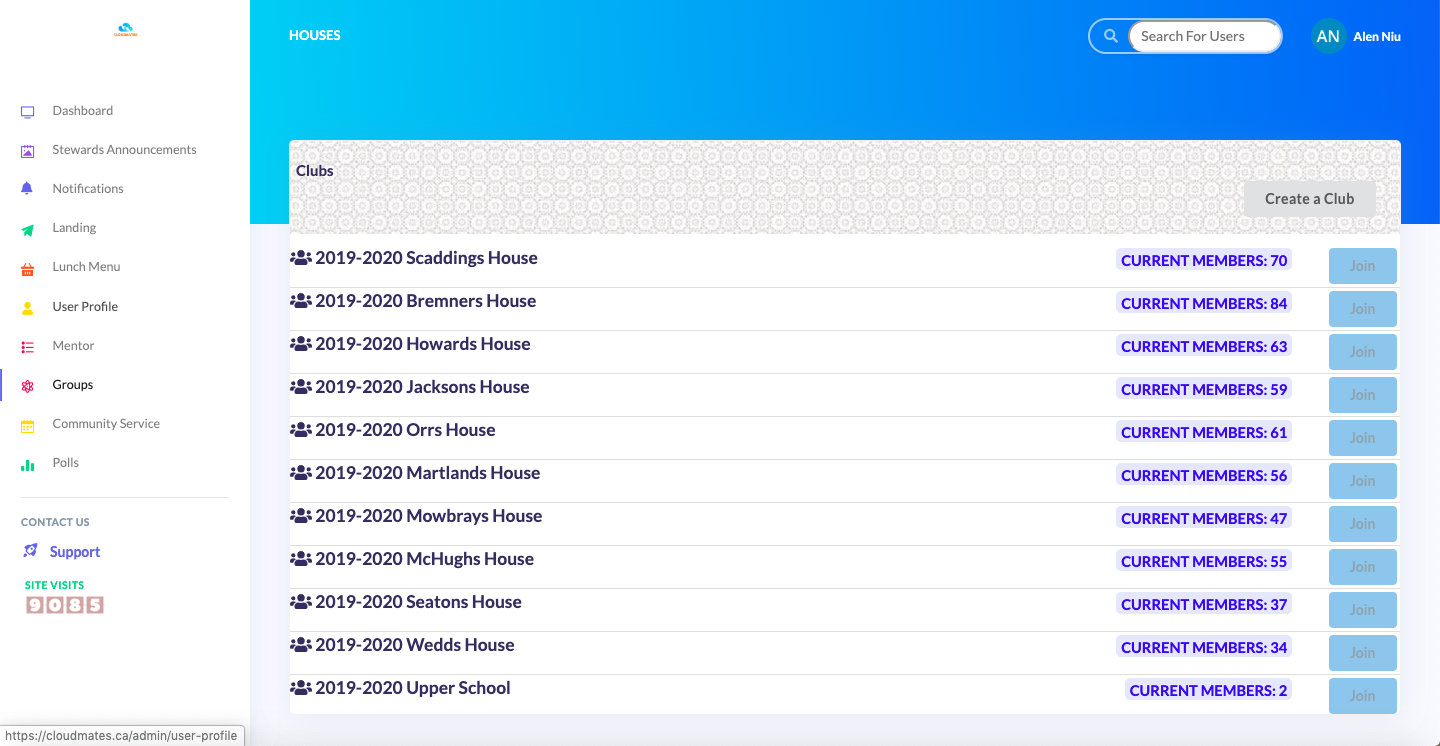 HOUSES
Search For Users
AN
Alen Niu
Dashboard
Stewards Announcements
Notifications
Landing
Lunch Menu
User Profile
Mentor
Groups
Community Service
Polls
CONTACT US
Support
SITE VISITS
9085
Clubs
Create a Club
2019-2020 Scaddings House CURRENT MEMBERS: 70 Join
2019-2020 Bremners House CURRENT MEMBERS: 84 Join
2019-2020 Howards House CURRENT MEMBERS: 63 Join
2019-2020 Jacksons House CURRENT MEMBERS: 59 Join
2019-2020 Orrs House CURRENT MEMBERS: 61 Join
2019-2020 Martlands House CURRENT MEMBERS: 56 Join
2019-2020 Mowbrays House CURRENT MEMBERS: 47 Join
2019-2020 McHughs House CURRENT MEMBERS: 55 Join
2019-2020 Seatons House CURRENT MEMBERS: 37 Join
2019-2020 Wedds House CURRENT MEMBERS: 34 Join
2019-2020 Upper School CURRENT MEMBERS: 2 Join
https://cloudmates.ca/admin/user-profile